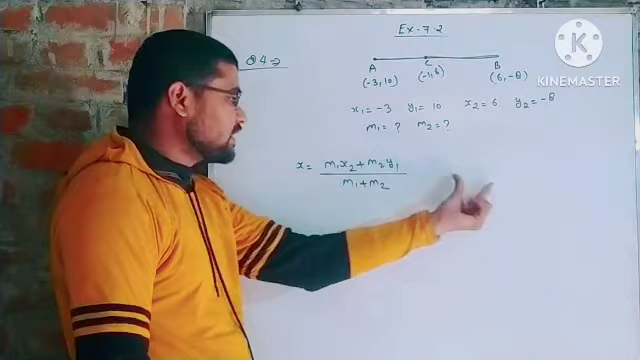 Ex-7.2
Q4→
A C B
(-3, 10) (-1, 6) (6, -8)
x₁ = -3 y₁ = 10 x₂ = 6 y₂ = -8
m₁ = ? m₂ = ?
x = m₁x₂ + m₂y₁
m₁ + m₂
KINEMASTER